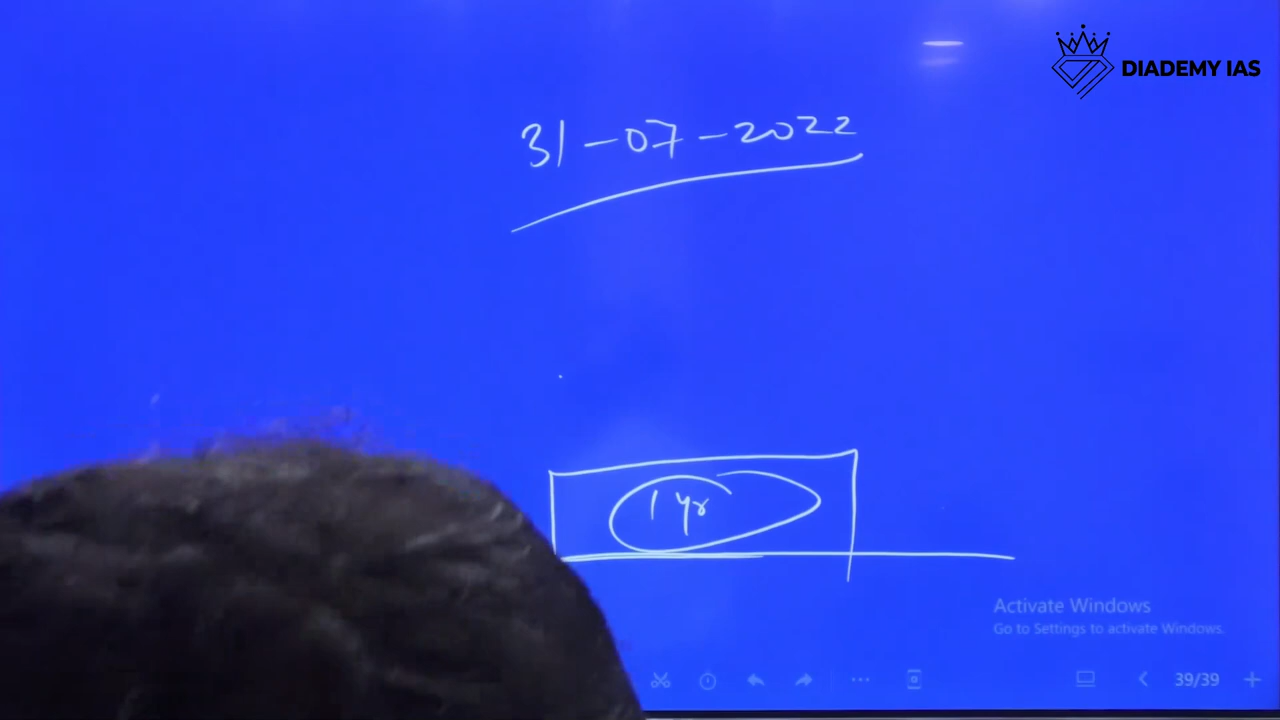 DIADEMY IAS
31-07-2022
1 yr
Activate Windows
Go to Settings to activate Windows.
39/39